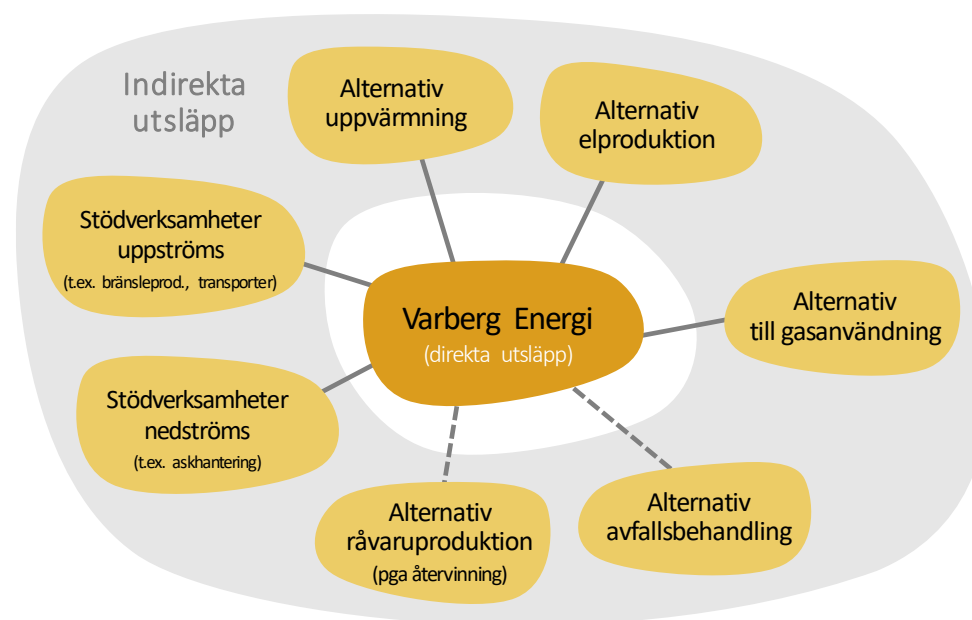 Indirekta
utsläpp
Alternativ
uppvärmning
Alternativ
elproduktion
Stödverksamheter
uppströms
(t.ex. bränsleprod., transporter)
Varberg Energi
(direkta utsläpp)
Alternativ
till gasanvändning
Stödverksamheter
nedströms
(t.ex. askhantering)
Alternativ
råvaruproduktion
(pga återvinning)
Alternativ
avfallsbehandling